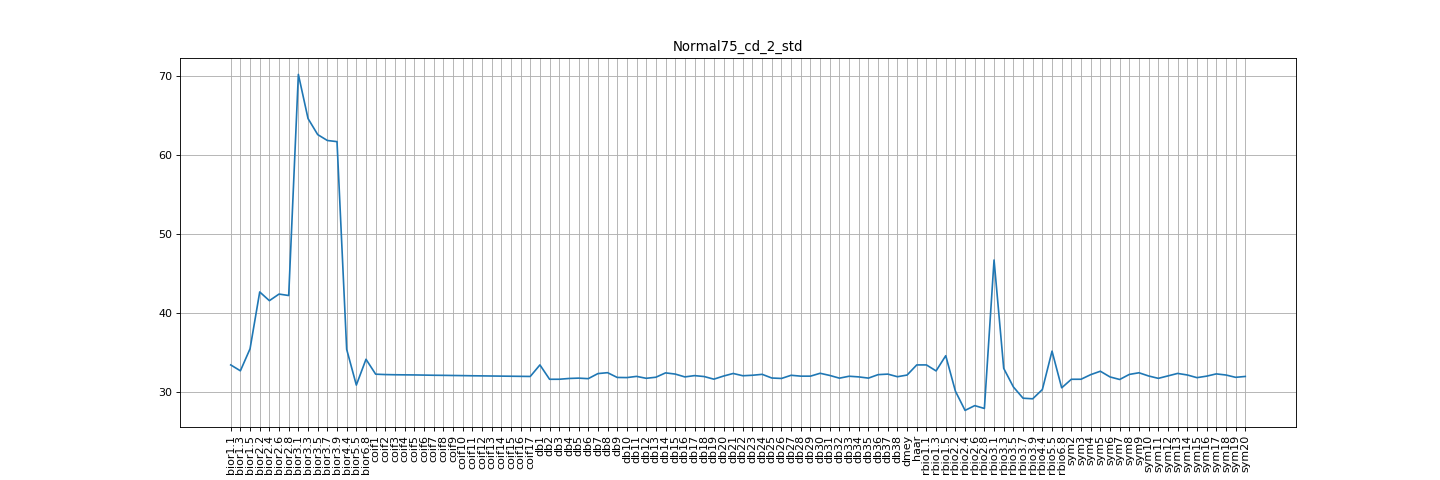 Normal75_cd_2_std
70
60
50
40
30
bior1.1
bior1.3
bior1.5
bior2.2
bior2.4
bior2.6
bior2.8
bior3.1
bior3.3
bior3.5
bior3.7
bior3.9
bior4.4
bior5.5
bior6.8
coif1
coif2
coif3
coif4
coif5
coif6
coif7
coif8
coif9
coif10
coif11
coif12
coif13
coif14
coif15
coif16
coif17
db1
db2
db3
db4
db5
db6
db7
db8
db9
db10
db11
db12
db13
db14
db15
db16
db17
db18
db19
db20
db21
db22
db23
db24
db25
db26
db27
db28
db29
db30
db31
db32
db33
db34
db35
db36
db37
db38
dmey
haar
rbio1.1
rbio1.3
rbio1.5
rbio2.2
rbio2.4
rbio2.6
rbio2.8
rbio3.1
rbio3.3
rbio3.5
rbio3.7
rbio3.9
rbio4.4
rbio5.5
rbio6.8
sym2
sym3
sym4
sym5
sym6
sym7
sym8
sym9
sym10
sym11
sym12
sym13
sym14
sym15
sym16
sym17
sym18
sym19
sym20